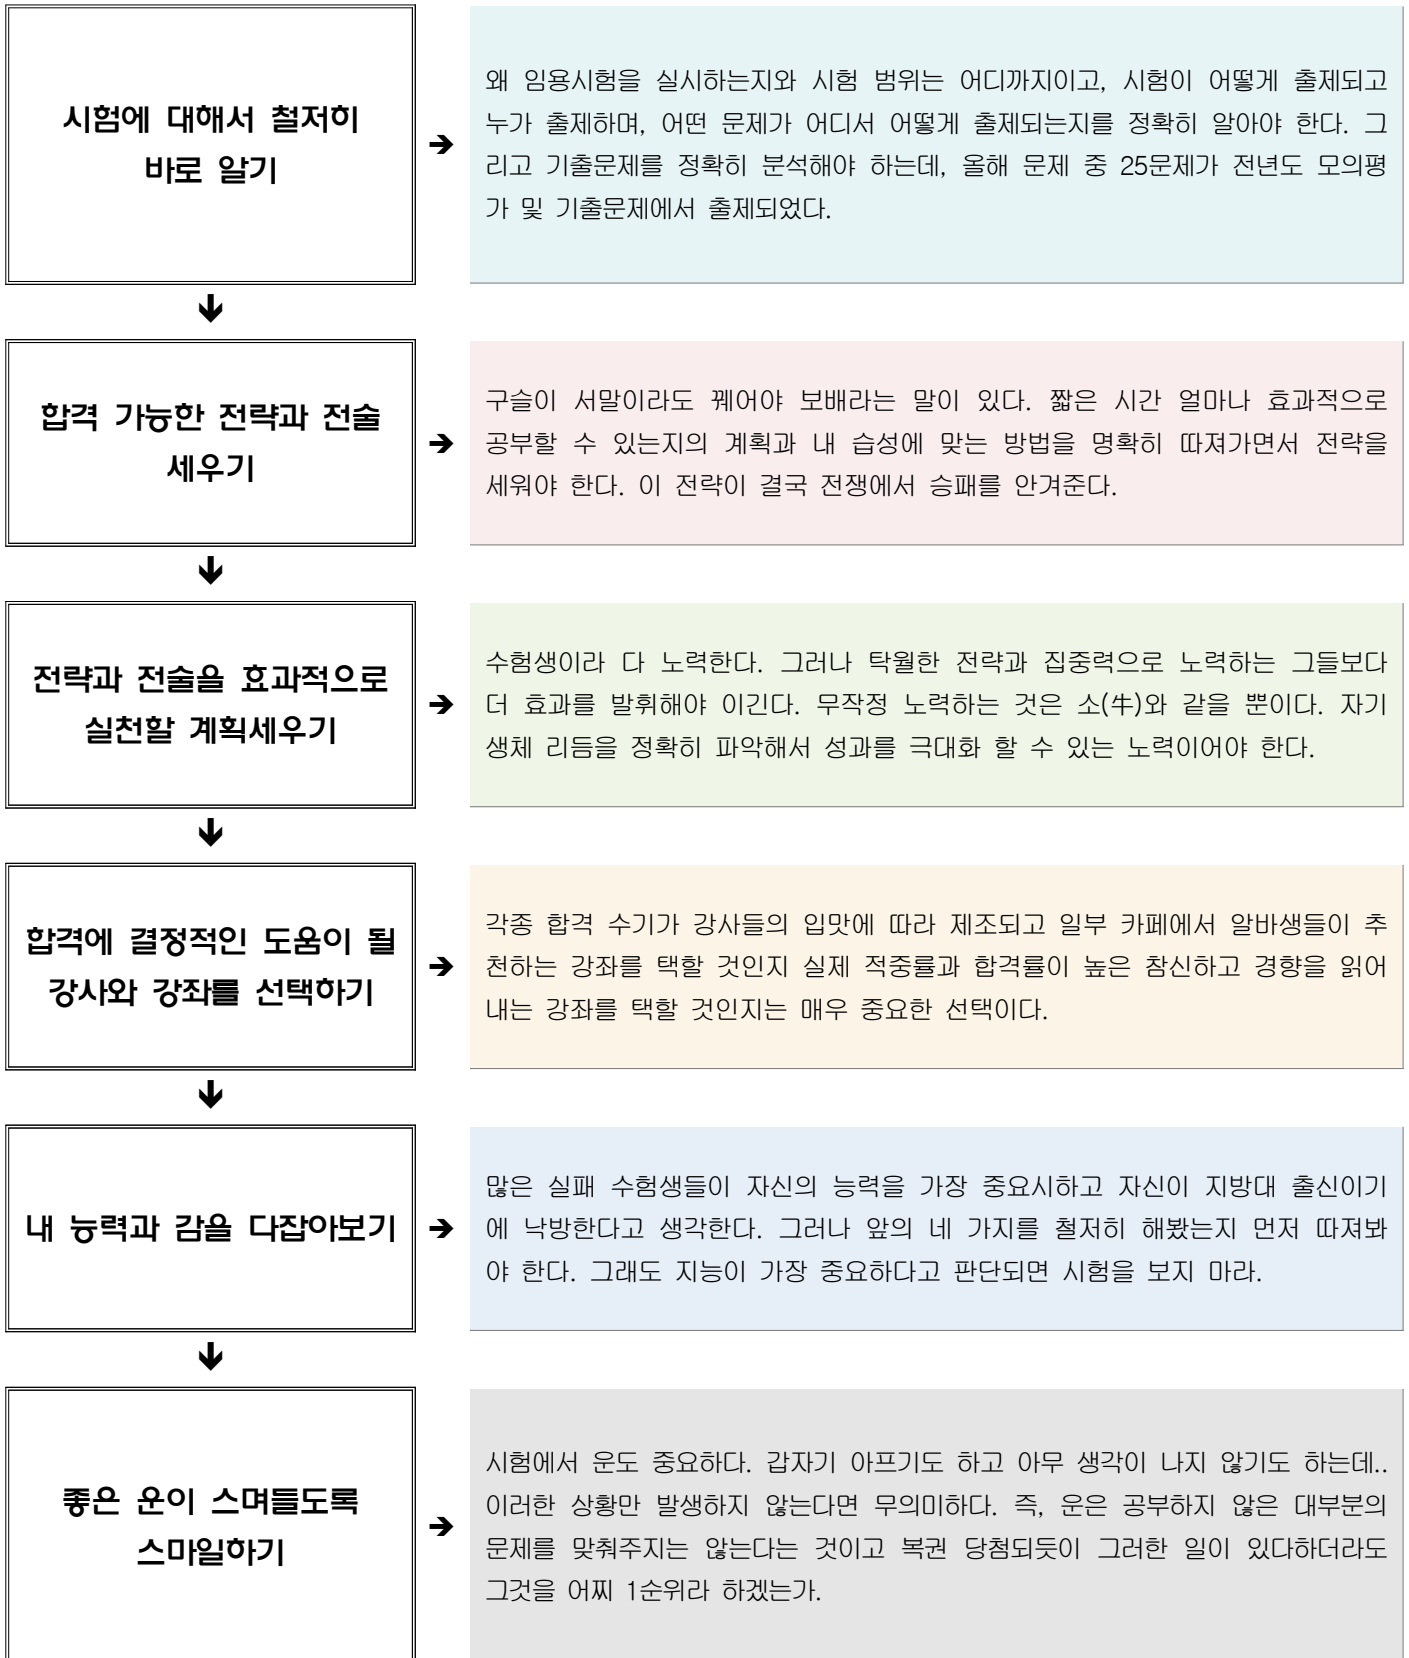 시험에 대해서 철저히
바로 알기
➔
왜 임용시험을 실시하는지와 시험 범위는 어디까지이고, 시험이 어떻게 출제되고
누가 출제하며, 어떤 문제가 어디서 어떻게 출제되는지를 정확히 알아야 한다. 그
리고 기출문제를 정확히 분석해야 하는데, 올해 문제 중 25문제가 전년도 모의평
가 및 기출문제에서 출제되었다.
합격 가능한 전략과 전술
세우기
➔
구슬이 서말이라도 꿰어야 보배라는 말이 있다. 짧은 시간 얼마나 효과적으로
공부할 수 있는지의 계획과 내 습성에 맞는 방법을 명확히 따져가면서 전략을
세워야 한다. 이 전략이 결국 전쟁에서 승패를 안겨준다.
전략과 전술을 효과적으로
실천할 계획세우기
➔
수험생이라 다 노력한다. 그러나 탁월한 전략과 집중력으로 노력하는 그들보다
더 효과를 발휘해야 이긴다. 무작정 노력하는 것은 소(牛)와 같을 뿐이다. 자기
생체 리듬을 정확히 파악해서 성과를 극대화 할 수 있는 노력이어야 한다.
합격에 결정적인 도움이 될
강사와 강좌를 선택하기
➔
각종 합격 수기가 강사들의 입맛에 따라 제조되고 일부 카페에서 알바생들이 추
천하는 강좌를 택할 것인지 실제 적중률과 합격률이 높은 참신하고 경향을 읽어
내는 강좌를 택할 것인지는 매우 중요한 선택이다.
내 능력과 감을 다잡아보기
➔
많은 실패 수험생들이 자신의 능력을 가장 중요시하고 자신이 지방대 출신이기
에 낙방한다고 생각한다. 그러나 앞의 네 가지를 철저히 해봤는지 먼저 따져봐
야 한다. 그래도 지능이 가장 중요하다고 판단되면 시험을 보지 마라.
좋은 운이 스며들도록
스마일하기
➔
시험에서 운도 중요하다. 갑자기 아프기도 하고 아무 생각이 나지 않기도 하는데..
이러한 상황만 발생하지 않는다면 무의미하다. 즉, 운은 공부하지 않은 대부분의
문제를 맞춰주지는 않는다는 것이고 복권 당첨되듯이 그러한 일이 있다하더라도
그것을 어찌 1순위라 하겠는가.